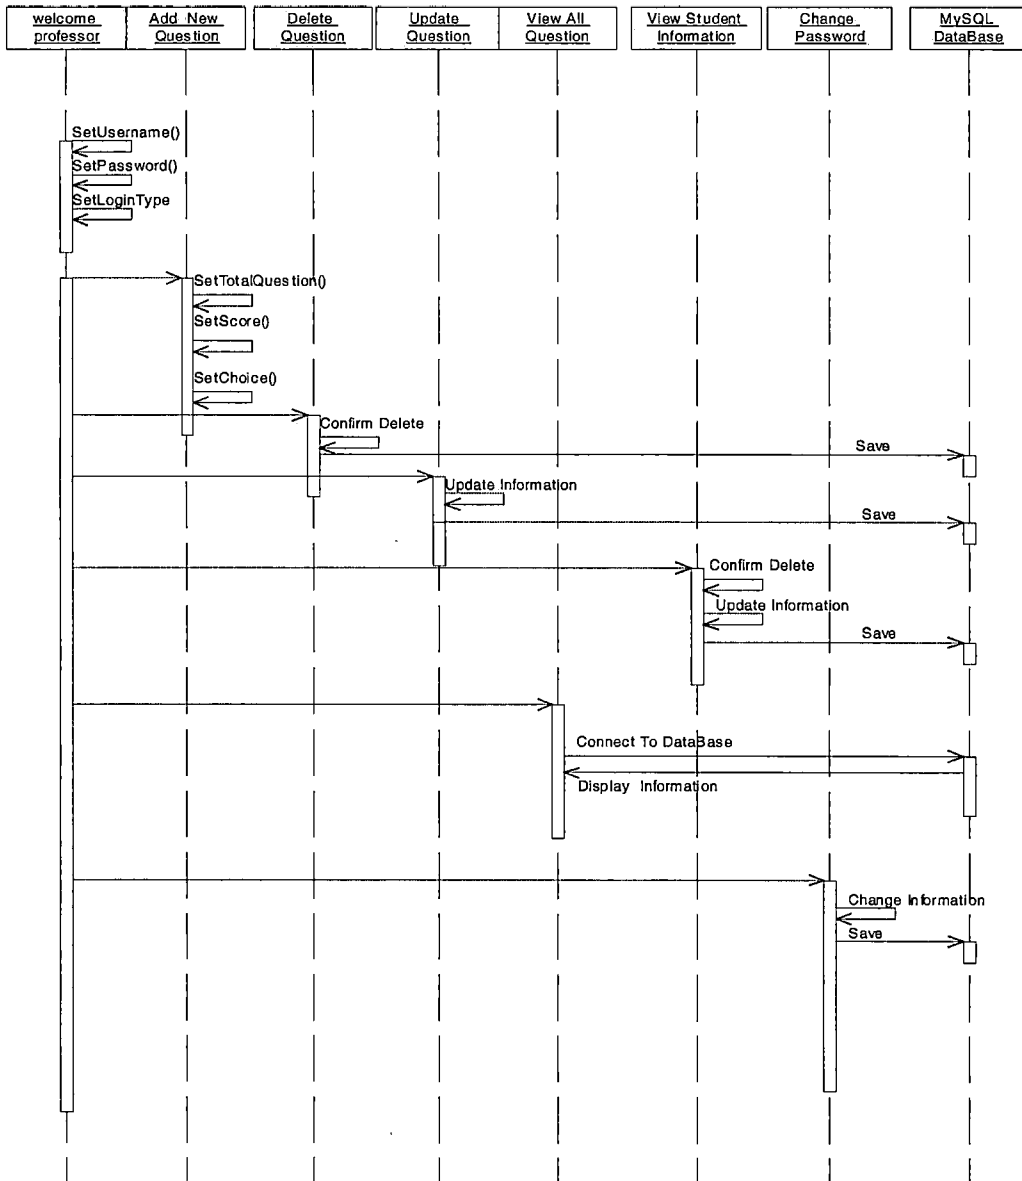 welcome
professor
Add New
Question
Delete
Question
Update
Question
View All
Question
View Student
Information
Change
Password
MySQL
DataBase
SetUsername()
SetPassword()
SetLoginType
SetTotalQuestion()
SetScore()
SetChoice()
Confirm Delete
Save
Update Information
Save
Confirm Delete
Update Information
Save
Connect To DataBase
Display Information
Change Information
Save